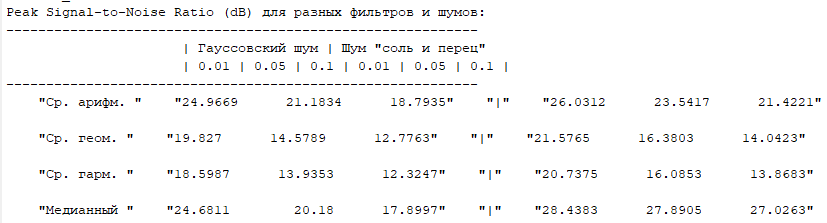 Peak Signal-to-Noise Ratio (dB) для разных фильтров и шумов:
-----------------------------------------------------------
| Гауссовский шум | Шум "соль и перец"
| 0.01 | 0.05 | 0.1 | 0.01 | 0.05 | 0.1 |
-----------------------------------------------------------
"Ср. арифм. " "24.9669 21.1834 18.7935" "|" "26.0312 23.5417 21.4221"
"Ср. геом. " "19.827 14.5789 12.7763" "|" "21.5765 16.3803 14.0423"
"Ср. гарм. " "18.5987 13.9353 12.3247" "|" "20.7375 16.0853 13.8683"
"Медианный " "24.6811 20.18 17.8997" "|" "28.4383 27.8905 27.0263"